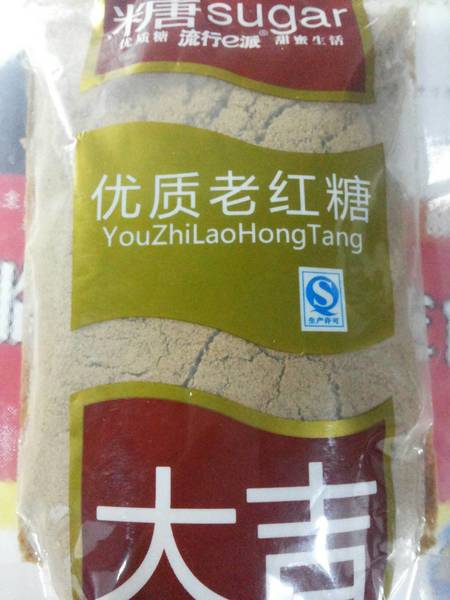 糖sugar
优质糖 流行e派® 甜蜜生活
优质老红糖
YouZhiLaoHongTang
生产许可
大吉